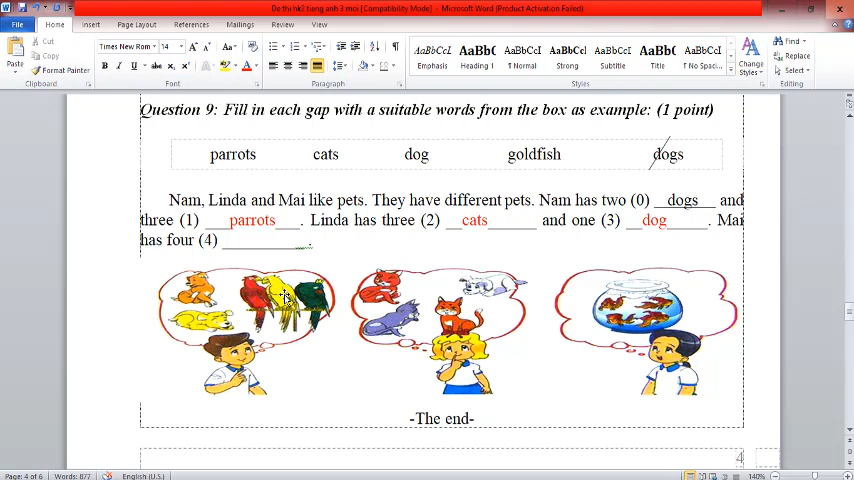 De thi hk2 tieng anh 3 moi [Compatibility Mode] - Microsoft Word (Product Activation Failed)
File Home Insert Page Layout References Mailings Review View
Cut
Copy
Paste
Format Painter
Clipboard
Times New Rom 14
B I U
Font
Paragraph
AaBbCcI AaBbC AaBbCcI AaBbCcI AaBbCcI AaBbC AaBbCcI
Emphasis Heading 1 ¶ Normal Strong Subtitle Title ¶ No Spaci...
Styles
Change Styles
Find
Replace
Select
Editing
Question 9: Fill in each gap with a suitable words from the box as example: (1 point)
parrots cats dog goldfish dogs
Nam, Linda and Mai like pets. They have different pets. Nam has two (0) __dogs___ and
three (1) ____parrots____. Linda has three (2) __cats_______ and one (3) __dog______. Mai
has four (4) ______________.
-The end-
4
Page: 4 of 6 Words: 877 English (U.S.) 140%